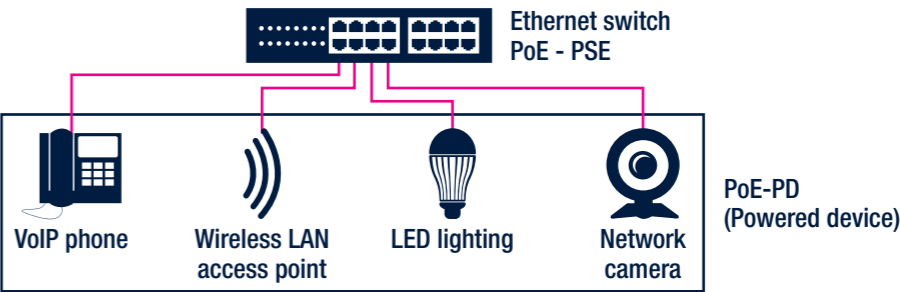 Ethernet switch
PoE - PSE
VoIP phone
Wireless LAN
access point
LED lighting
Network
camera
PoE-PD
(Powered device)